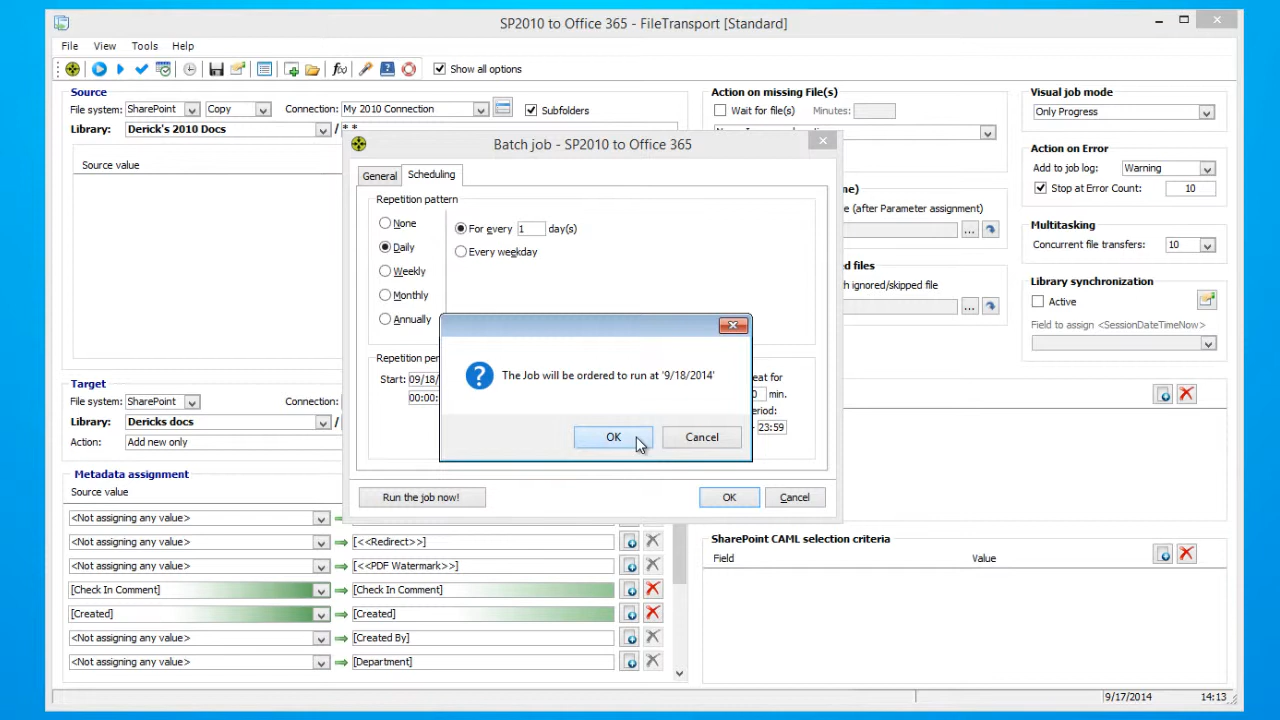 SP2010 to Office 365 - FileTransport [Standard]
File View Tools Help
Show all options
Source
File system: SharePoint Copy Connection: My 2010 Connection Subfolders
Library: Derick's 2010 Docs / *.*
Source value
Action on missing File(s)
Wait for file(s) Minutes:
Visual job mode
Only Progress
Action on Error
Add to job log: Warning
Stop at Error Count: 10
(after Parameter assignment)
...
Multitasking
Concurrent file transfers: 10
ignored/skipped file
...
Library synchronization
Active
Field to assign <SessionDateTimeNow>
Batch job - SP2010 to Office 365
General Scheduling
Repetition pattern
None
Daily
Weekly
Monthly
Annually
For every 1 day(s)
Every weekday
Start: 09/18/
00:00:
min.
23:59
The Job will be ordered to run at '9/18/2014'
OK Cancel
Run the job now! OK Cancel
Target
File system: SharePoint Connection:
Library: Dericks docs /
Action: Add new only
Metadata assignment
Source value
<Not assigning any value>
<Not assigning any value> [<<Redirect>>]
<Not assigning any value> [<<PDF Watermark>>]
[Check In Comment] [Check In Comment]
[Created] [Created]
<Not assigning any value> [Created By]
<Not assigning any value> [Department]
SharePoint CAML selection criteria
Field Value
9/17/2014 14:13